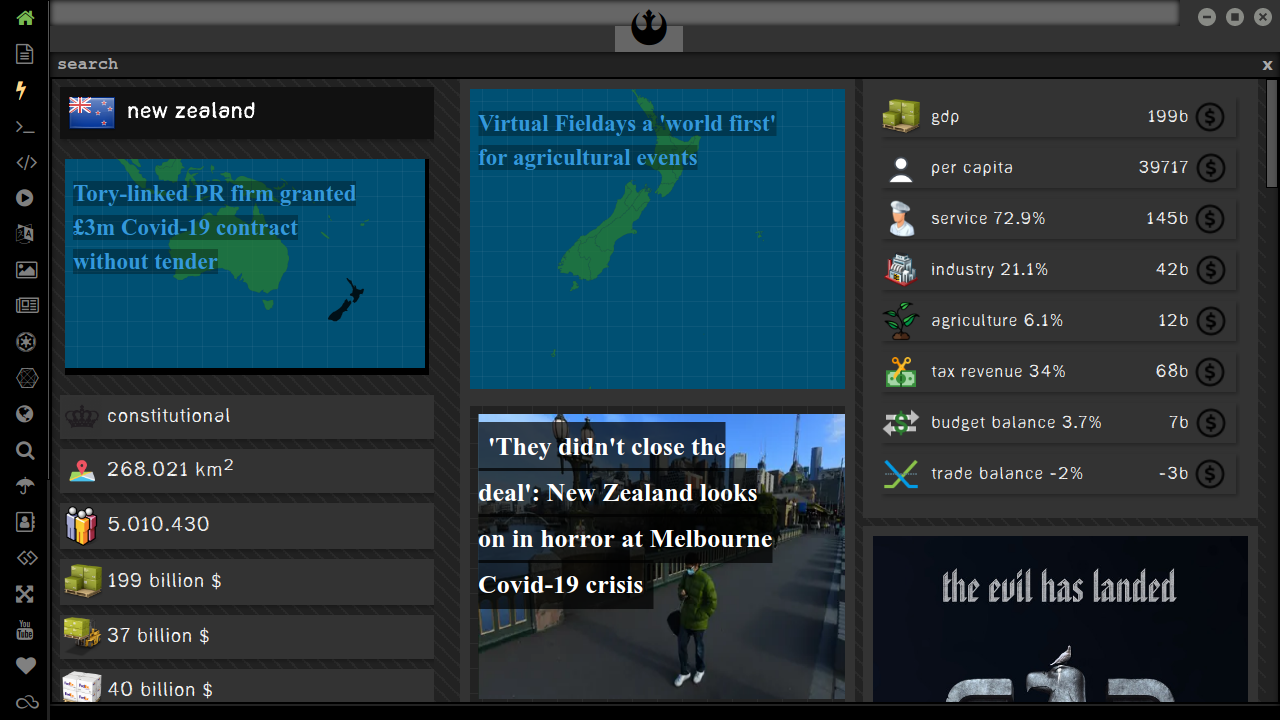 search
x
new zealand
Tory-linked PR firm granted
£3m Covid-19 contract
without tender
constitutional
268.021 km²
5.010.430
199 billion $
37 billion $
40 billion $
Virtual Fieldays a 'world first'
for agricultural events
'They didn't close the
deal': New Zealand looks
on in horror at Melbourne
Covid-19 crisis
gdp 199b $
per capita 39717 $
service 72.9% 145b $
industry 21.1% 42b $
agriculture 6.1% 12b $
tax revenue 34% 68b $
budget balance 3.7% 7b $
trade balance -2% -3b $
the evil has landed
You
Tube